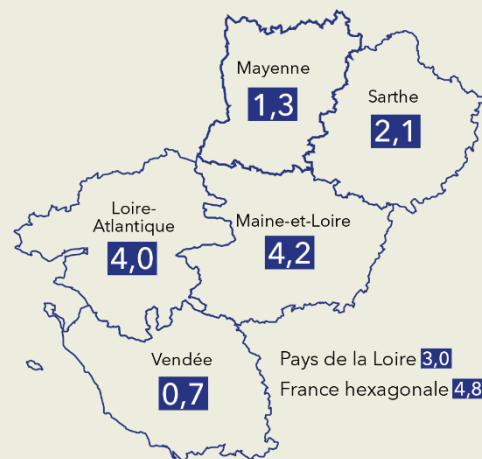 Mayenne
1,3
Sarthe
2,1
Loire-
Atlantique
4,0
Maine-et-Loire
4,2
Vendée
0,7
Pays de la Loire 3,0
France hexagonale 4,8